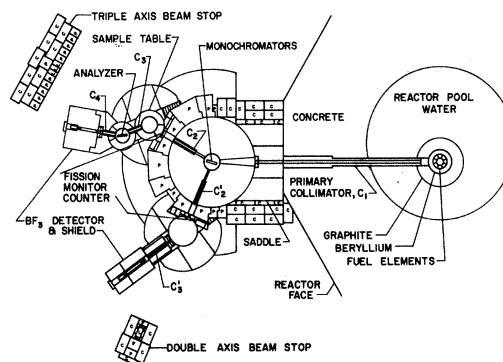 TRIPLE AXIS BEAM STOP
SAMPLE TABLE
C3
MONOCHROMATORS
ANALYZER
C4
C2
CONCRETE
REACTOR POOL
WATER
FISSION
MONITOR
COUNTER
C'2
PRIMARY
COLLIMATOR, C1
BF3 DETECTOR
& SHIELD
GRAPHITE
BERYLLIUM
FUEL ELEMENTS
SADDLE
C'3
REACTOR
FACE
DOUBLE AXIS BEAM STOP